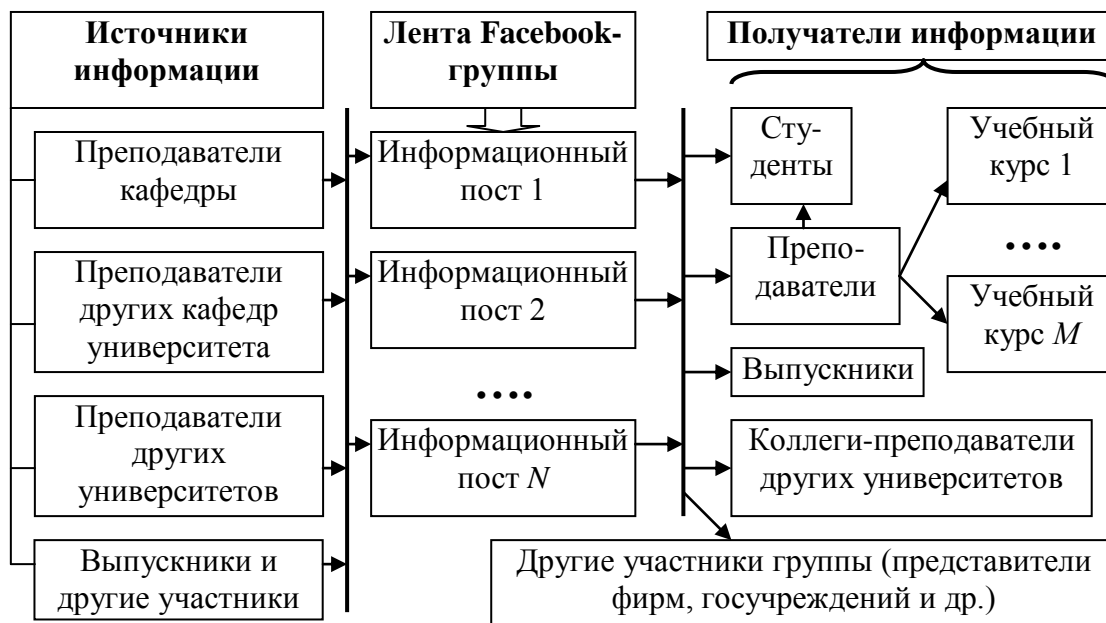 Источники
информации
Преподаватели
кафедры
Преподаватели
других кафедр
университета
Преподаватели
других
университетов
Выпускники и
другие участники
Лента Facebook-
группы
Информационный
пост 1
Информационный
пост 2
....
Информационный
пост N
Получатели информации
Сту-
денты
Препо-
даватели
Учебный
курс 1
....
Учебный
курс M
Выпускники
Коллеги-преподаватели
других университетов
Другие участники группы (представители
фирм, госучреждений и др.)